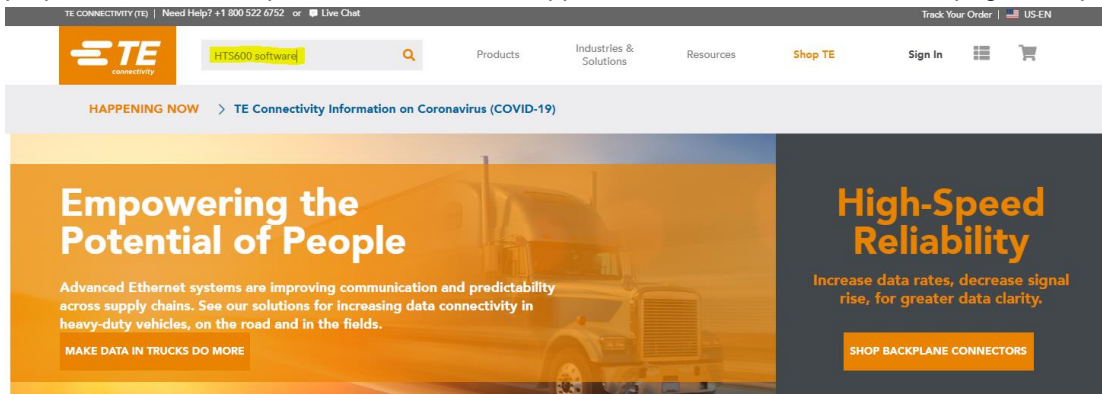 TE CONNECTIVITY (TE) | Need Help? +1 800 522 6752 or Live Chat Track Your Order | US-EN
TE
connectivity
HTS600 software
Products
Industries &
Solutions
Resources
Shop TE
Sign In
HAPPENING NOW > TE Connectivity Information on Coronavirus (COVID-19)
Empowering the
Potential of People
Advanced Ethernet systems are improving communication and predictability
across supply chains. See our solutions for increasing data connectivity in
heavy-duty vehicles, on the road and in the fields.
MAKE DATA IN TRUCKS DO MORE
High-Speed
Reliability
Increase data rates, decrease signal
rise, for greater data clarity.
SHOP BACKPLANE CONNECTORS